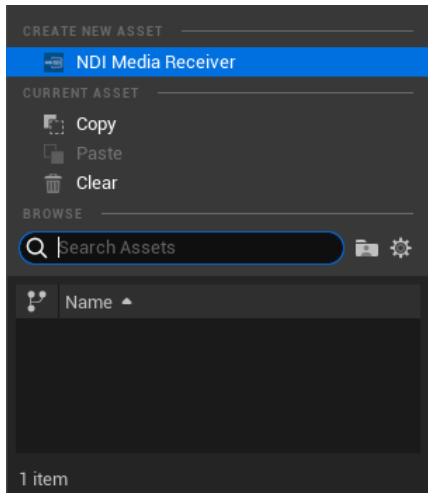 CREATE NEW ASSET
NDI Media Receiver
CURRENT ASSET
Copy
Paste
Clear
BROWSE
Search Assets
Name
1 item